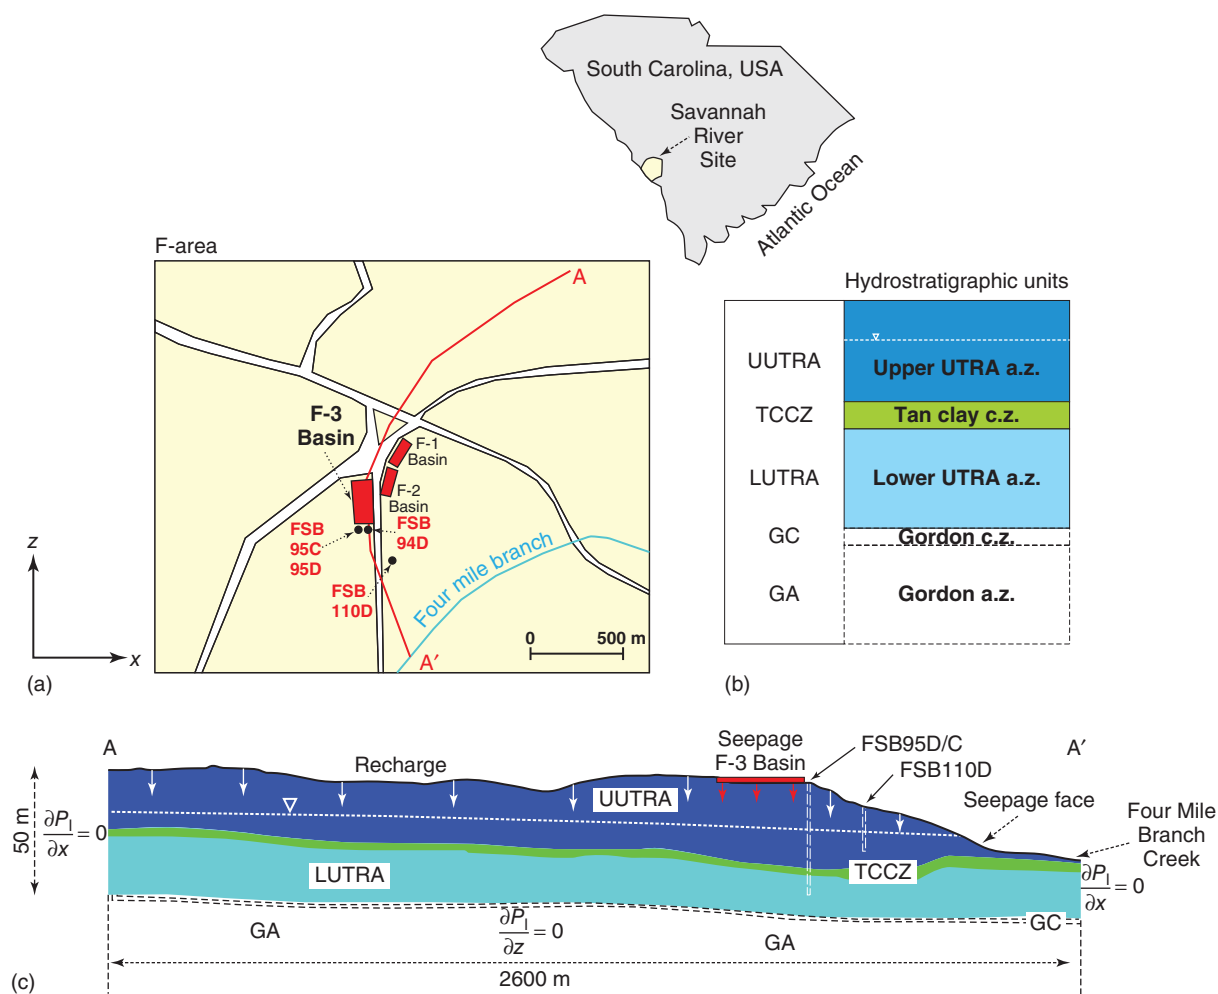 South Carolina, USA
Savannah
River
Site
Atlantic Ocean
F-area
A
F-3
Basin
F-1
Basin
F-2
Basin
FSB
95C
95D
FSB
94D
FSB
110D
Four mile branch
A′
0 500 m
z
x
(a)
Hydrostratigraphic units
UUTRA Upper UTRA a.z.
TCCZ Tan clay c.z.
LUTRA Lower UTRA a.z.
GC Gordon c.z.
GA Gordon a.z.
(b)
A
Recharge
Seepage
F-3 Basin
FSB95D/C
FSB110D
A′
Seepage face
Four Mile
Branch
Creek
50 m
∂P_l/∂x = 0
UUTRA
LUTRA
TCCZ
∂P_l/∂x = 0
GA
∂P_l/∂z = 0
GA
GC
2600 m
(c)